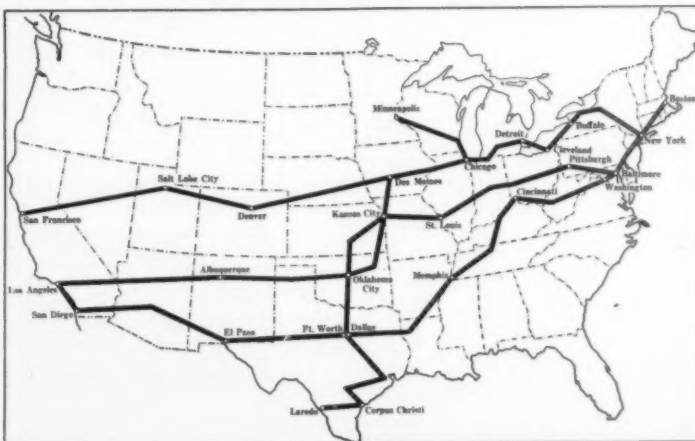 Boston
Minneapolis
Buffalo
Detroit
New York
Cleveland
Chicago
Pittsburgh
Baltimore
Salt Lake City
Des Moines
Washington
Cincinnati
Denver
Kansas City
San Francisco
St. Louis
Albuquerque
Memphis
Los Angeles
Oklahoma
City
San Diego
El Paso
Ft. Worth
Dallas
Laredo
Corpus Christi